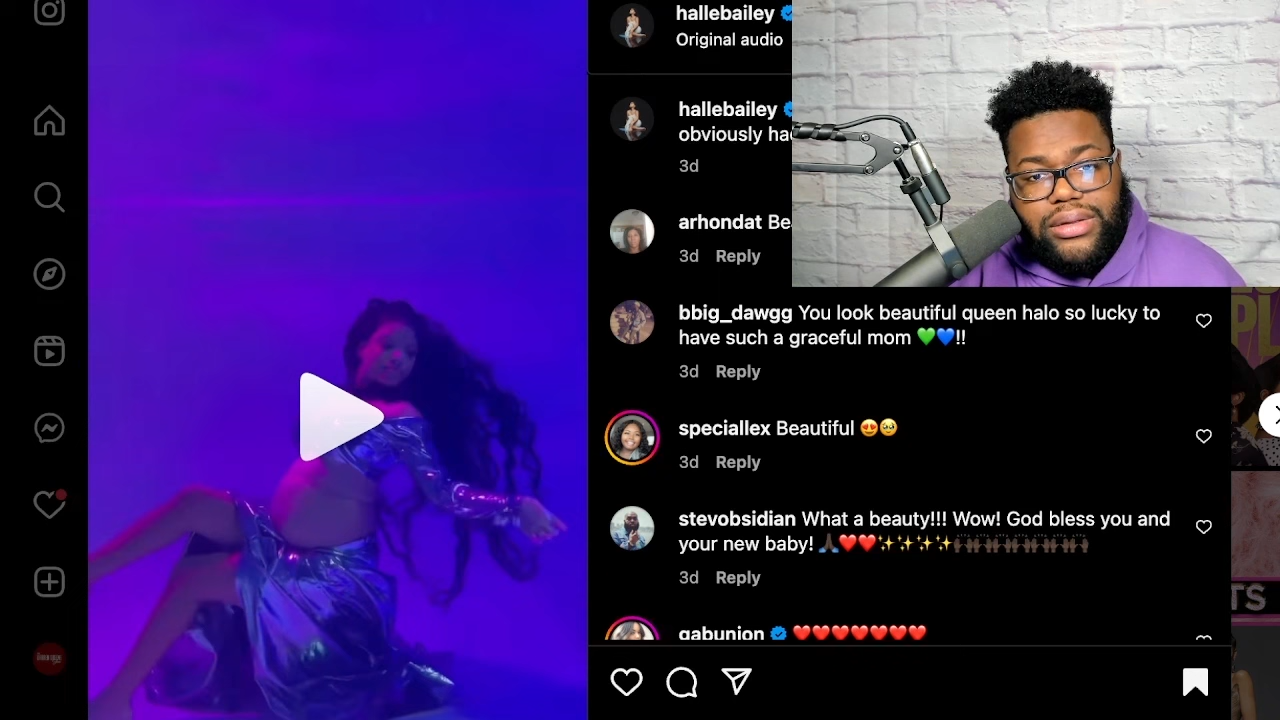 hallebailey
Original audio
hallebailey
obviously
3d
arhondat
3d Reply
bbig_dawgg You look beautiful queen halo so lucky to
have such a graceful mom 💚💙!!
3d Reply
speciallex Beautiful 😍🥹
3d Reply
stevobsidian What a beauty!!! Wow! God bless you and
your new baby! 🙏🏾❤️❤️✨✨✨✨🙌🏿🙌🏿🙌🏿🙌🏿🙌🏿🙌🏿
3d Reply
gabunion ❤️❤️❤️❤️❤️❤️❤️